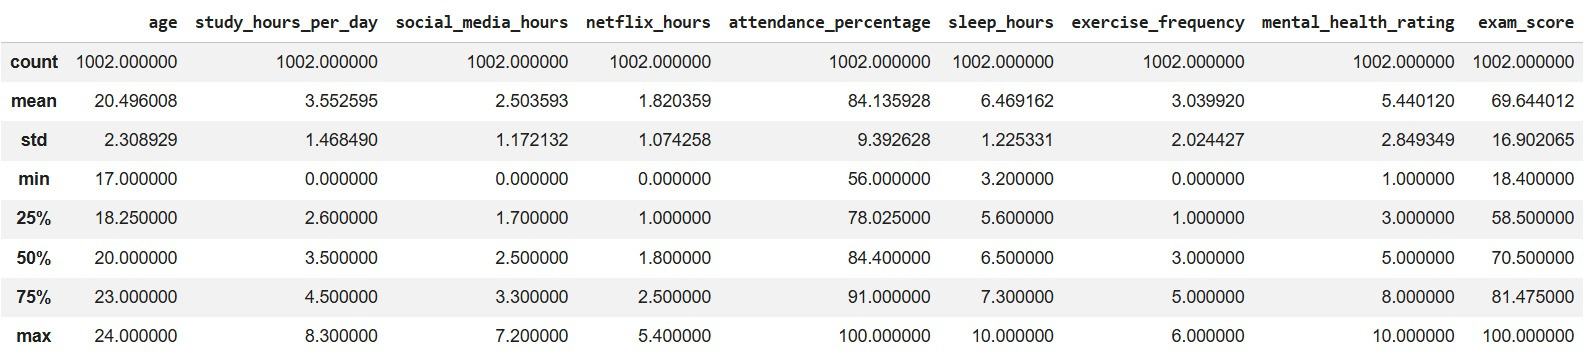 age study_hours_per_day social_media_hours netflix_hours attendance_percentage sleep_hours exercise_frequency mental_health_rating exam_score
count 1002.000000 1002.000000 1002.000000 1002.000000 1002.000000 1002.000000 1002.000000 1002.000000 1002.000000
mean 20.496008 3.552595 2.503593 1.820359 84.135928 6.469162 3.039920 5.440120 69.644012
std 2.308929 1.468490 1.172132 1.074258 9.392628 1.225331 2.024427 2.849349 16.902065
min 17.000000 0.000000 0.000000 0.000000 56.000000 3.200000 0.000000 1.000000 18.400000
25% 18.250000 2.600000 1.700000 1.000000 78.025000 5.600000 1.000000 3.000000 58.500000
50% 20.000000 3.500000 2.500000 1.800000 84.400000 6.500000 3.000000 5.000000 70.500000
75% 23.000000 4.500000 3.300000 2.500000 91.000000 7.300000 5.000000 8.000000 81.475000
max 24.000000 8.300000 7.200000 5.400000 100.000000 10.000000 6.000000 10.000000 100.000000